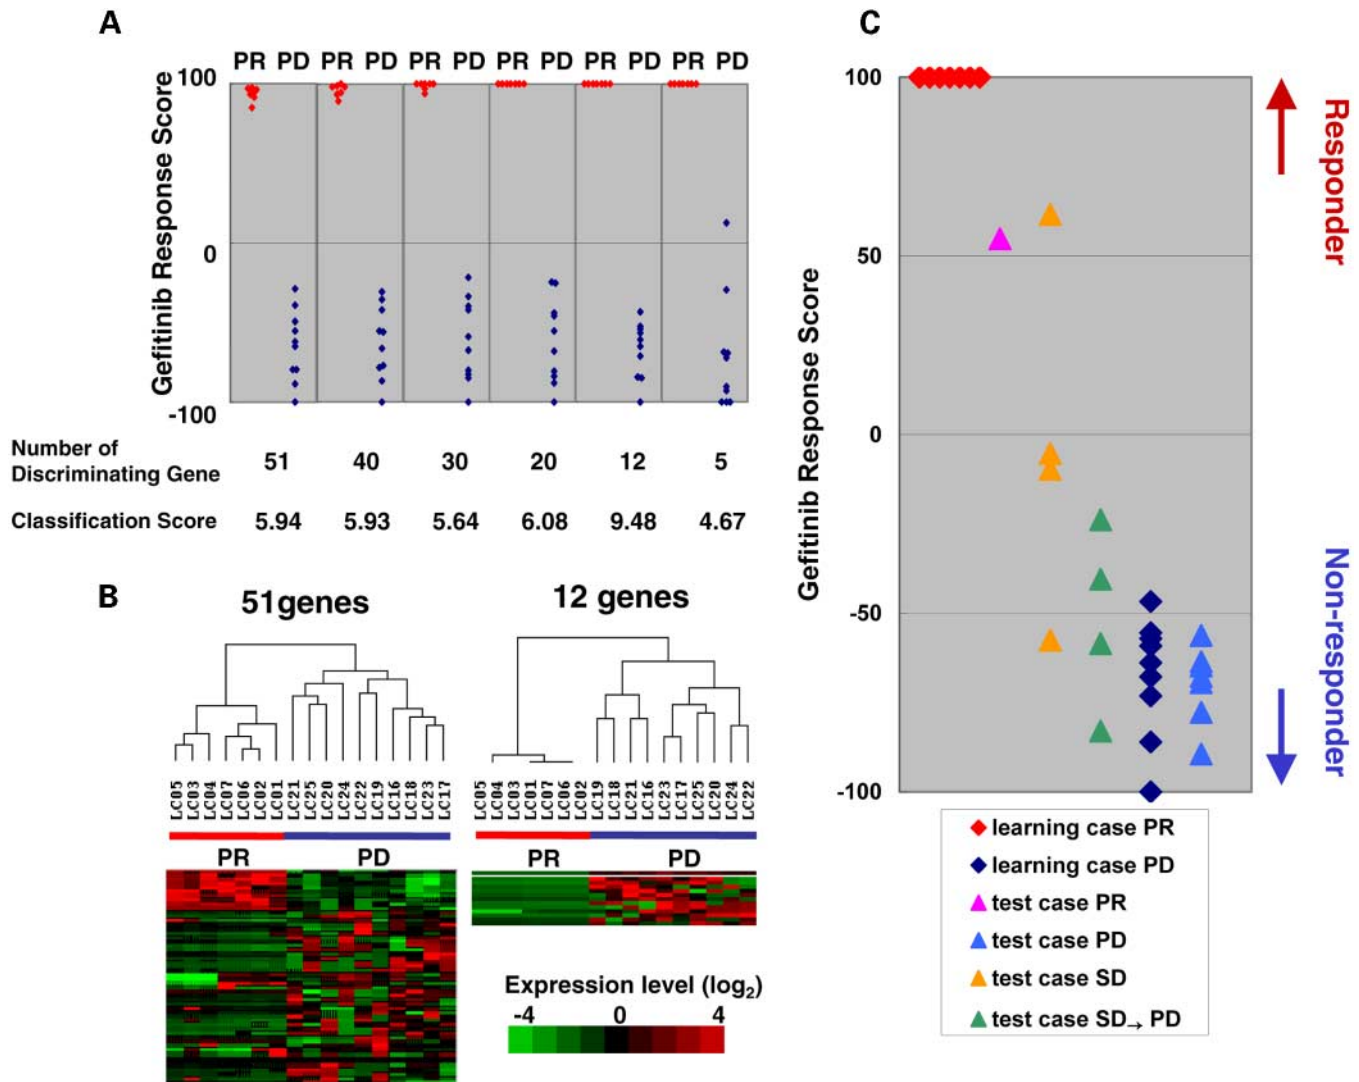 A
PR PD PR PD PR PD PR PD PR PD PR PD
Gefitinib Response Score
100
0
-100
Number of
Discriminating Gene
51 40 30 20 12 5
Classification Score 5.94 5.93 5.64 6.08 9.48 4.67
B
51genes
12 genes
LC05 LC03 LC04 LC07 LC06 LC02 LC01 LC21 LC25 LC20 LC24 LC22 LC19 LC16 LC18 LC23 LC17
LC05 LC04 LC03 LC01 LC07 LC06 LC02 LC19 LC18 LC21 LC16 LC23 LC17 LC25 LC20 LC24 LC22
PR PD
PR PD
Expression level (log2)
-4 0 4
C
Gefitinib Response Score
100
50
0
-50
-100
Responder
Non-responder
learning case PR
learning case PD
test case PR
test case PD
test case SD
test case SD→ PD